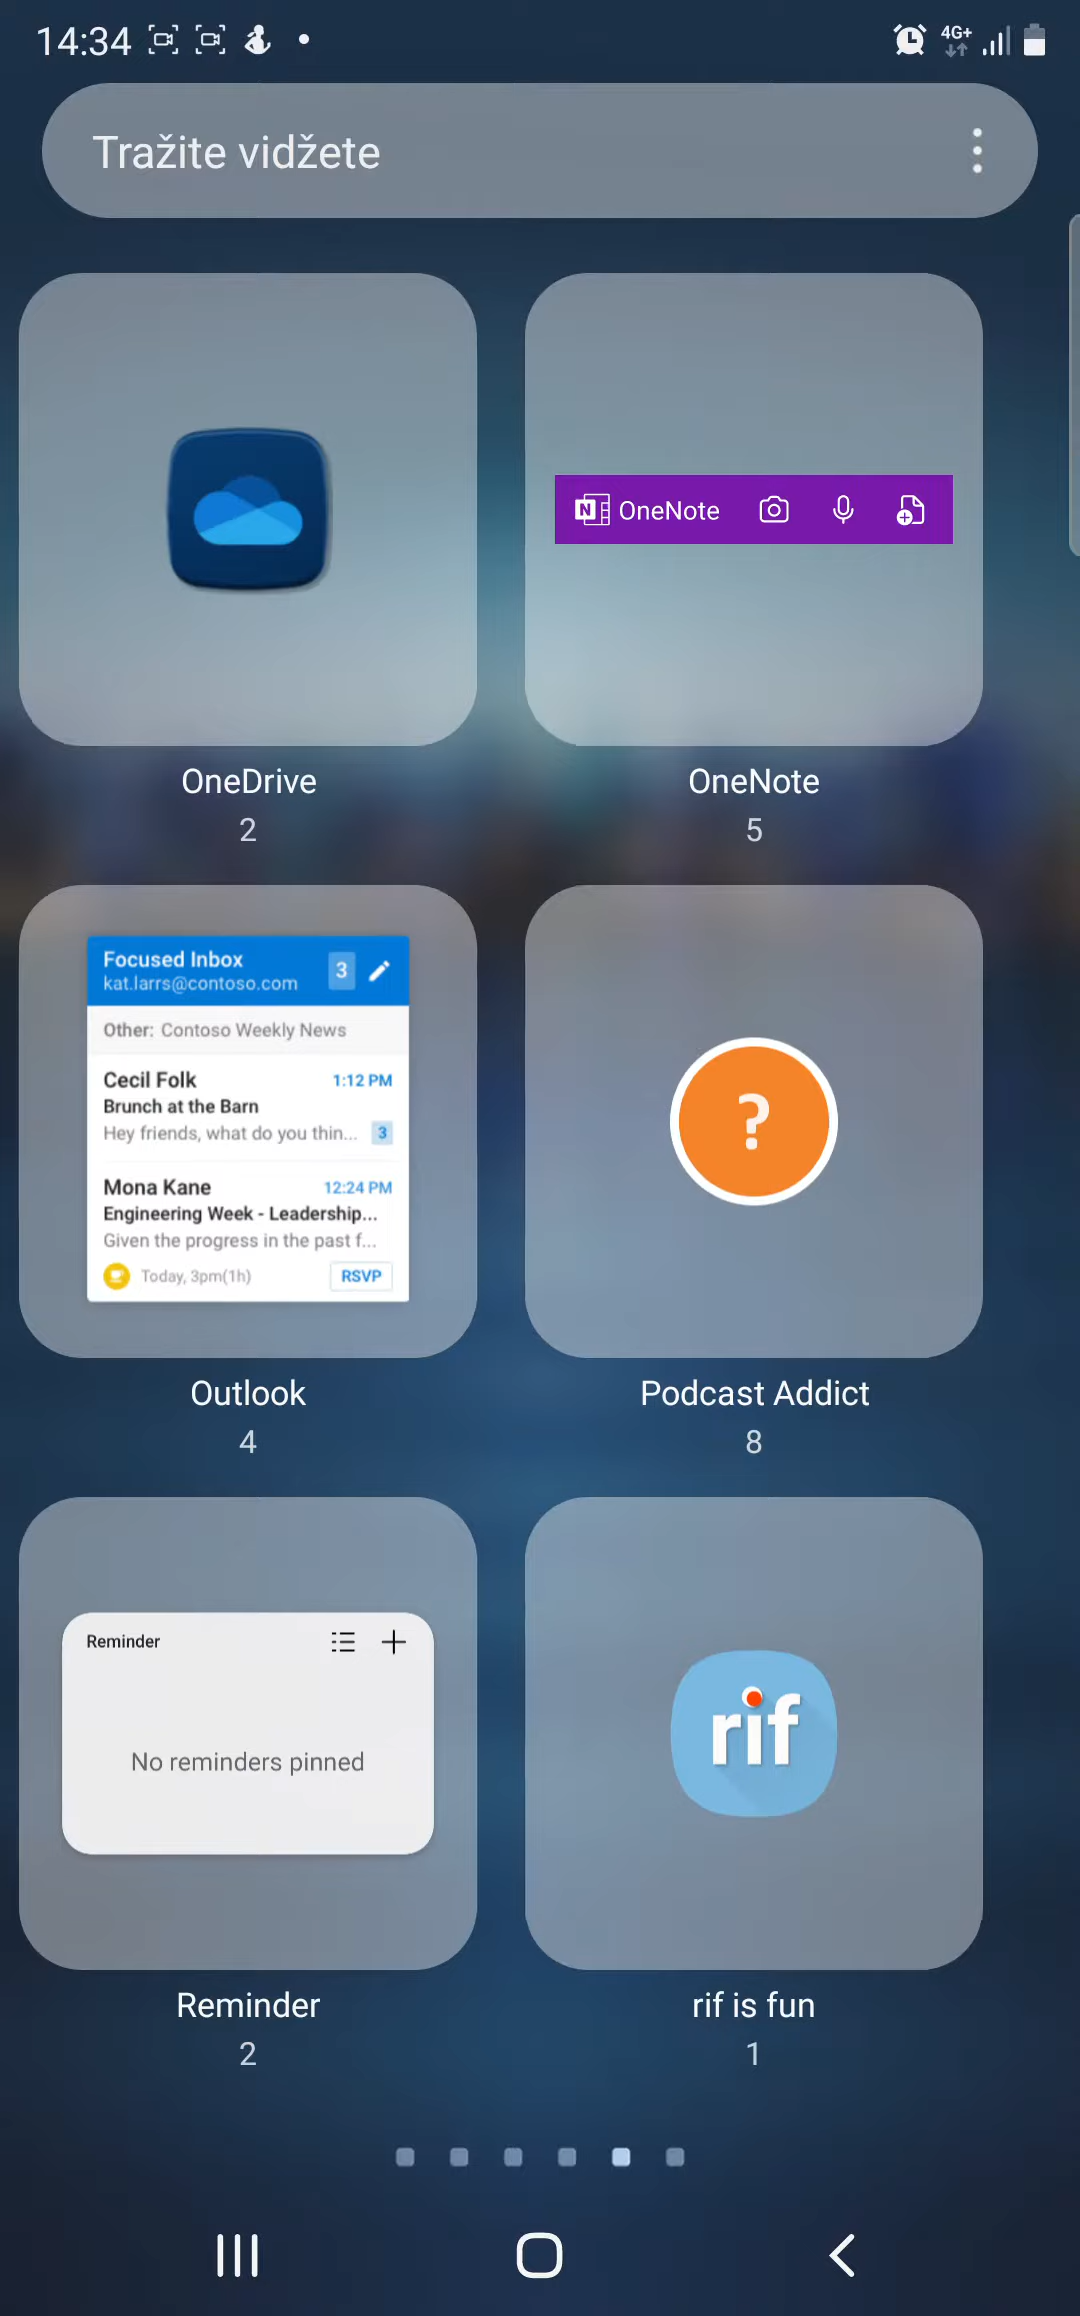 14:34
4G+
Tražite vidžete
N OneNote
OneDrive
2
OneNote
5
Focused Inbox
kat.larrs@contoso.com
3
Other: Contoso Weekly News
Cecil Folk 1:12 PM
Brunch at the Barn
Hey friends, what do you thin... 3
Mona Kane 12:24 PM
Engineering Week - Leadership...
Given the progress in the past f...
Today, 3pm(1h) RSVP
?
Outlook
4
Podcast Addict
8
Reminder
No reminders pinned
rif
Reminder
2
rif is fun
1